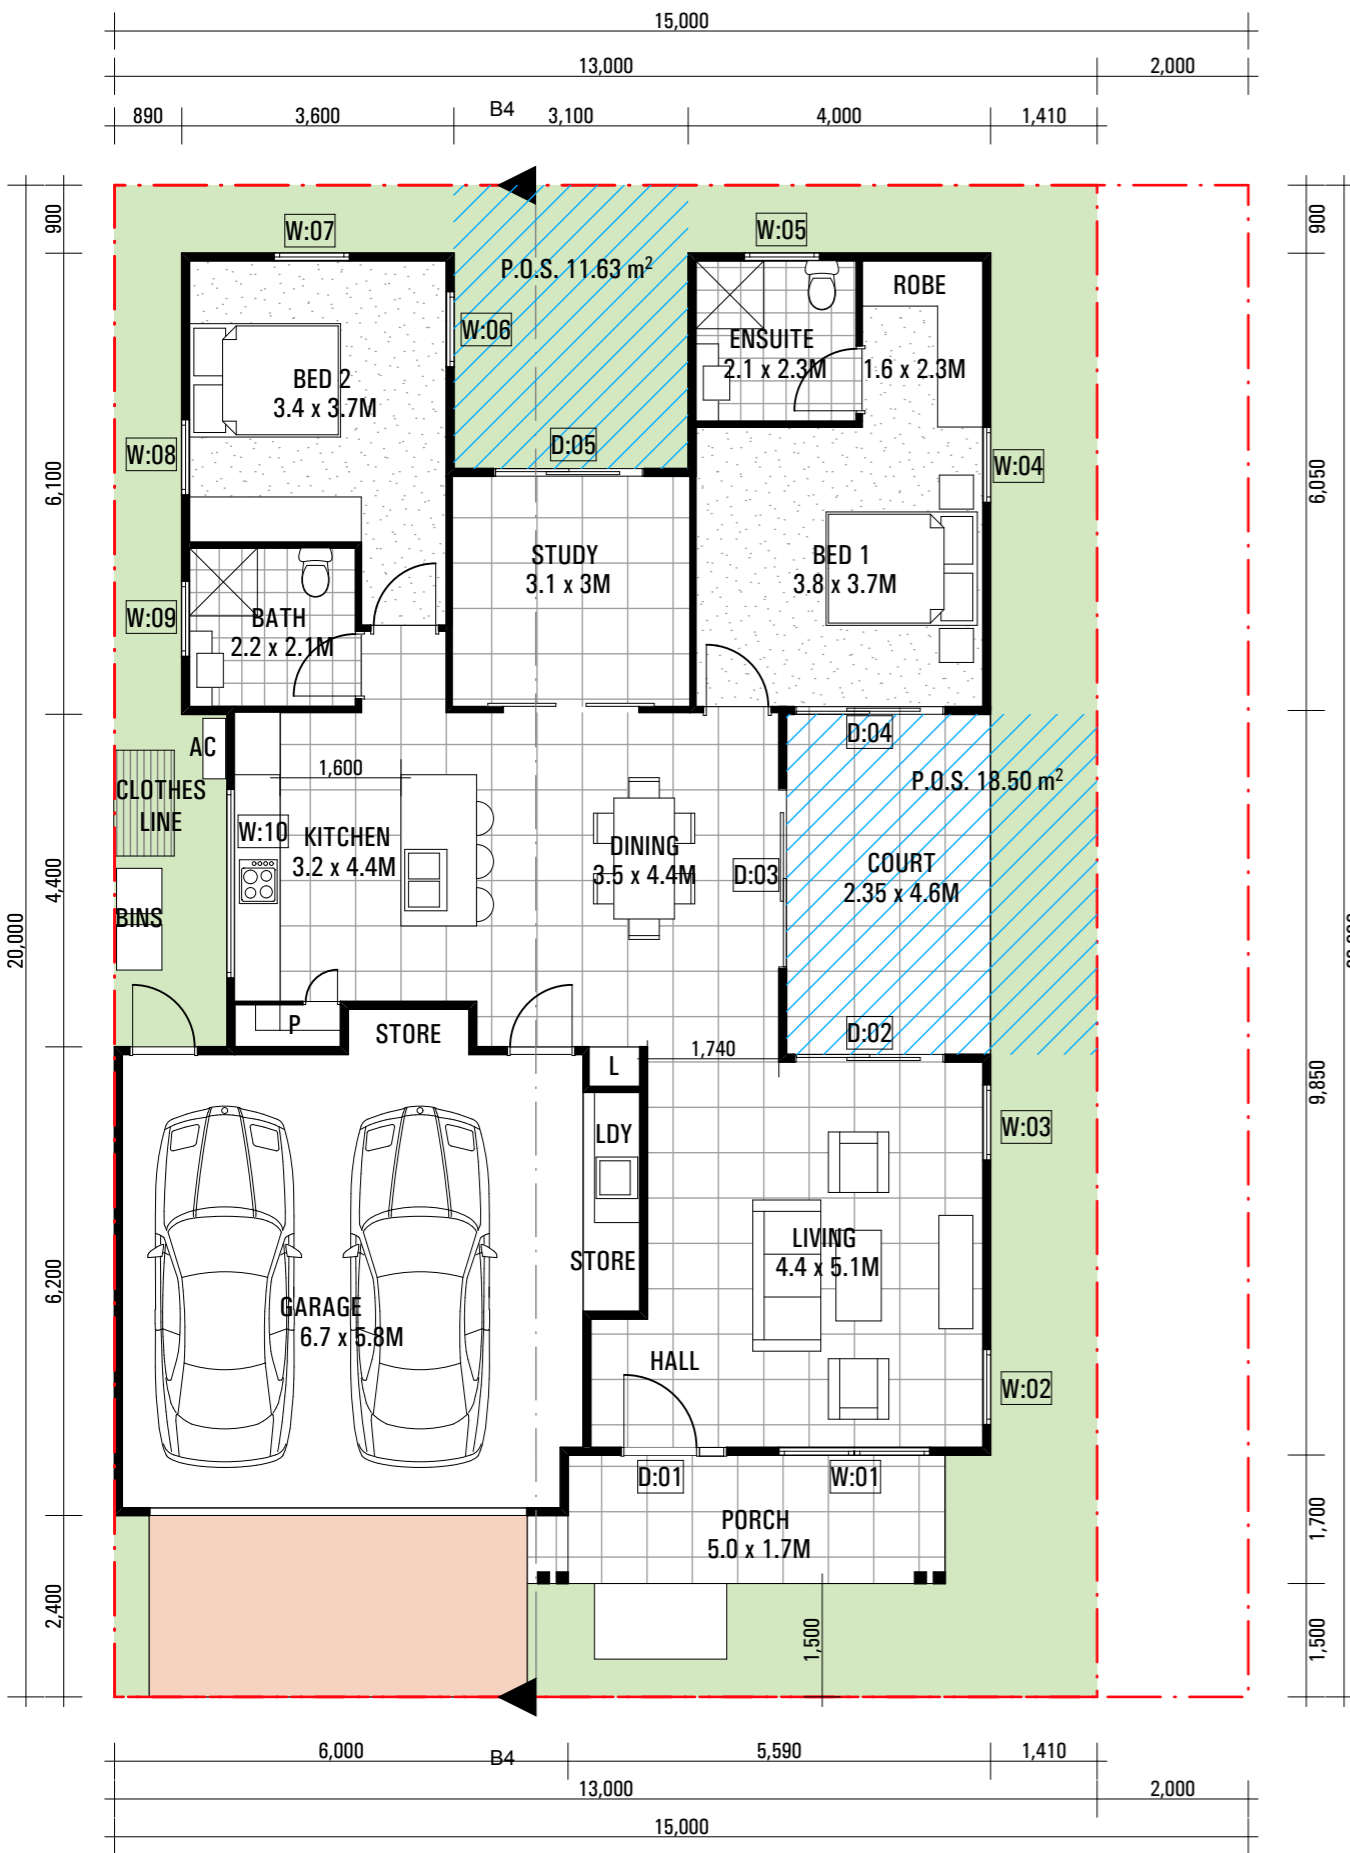 15,000
13,000
2,000
890
3,600
B4
3,100
4,000
1,410
900
900
W:07
W:05
P.O.S. 11.63 m²
ROBE
W:06
ENSUITE
2.1 x 2.3M
1.6 x 2.3M
BED 2
3.4 x 3.7M
D:05
W:08
W:04
6,100
6,050
STUDY
3.1 x 3M
BED 1
3.8 x 3.7M
W:09
BATH
2.2 x 2.1M
AC
D:04
1,600
P.O.S. 18.50 m²
CLOTHES
LINE
W:10
KITCHEN
3.2 x 4.4M
DINING
3.5 x 4.4M
D:03
COURT
2.35 x 4.6M
4,400
BINS
20,000
P
STORE
D:02
1,740
L
9,850
LDY
W:03
LIVING
4.4 x 5.1M
STORE
6,200
GARAGE
6.7 x 5.8M
HALL
W:02
D:01
W:01
PORCH
5.0 x 1.7M
1,700
2,400
1,500
1,500
6,000
B4
5,590
1,410
13,000
2,000
15,000